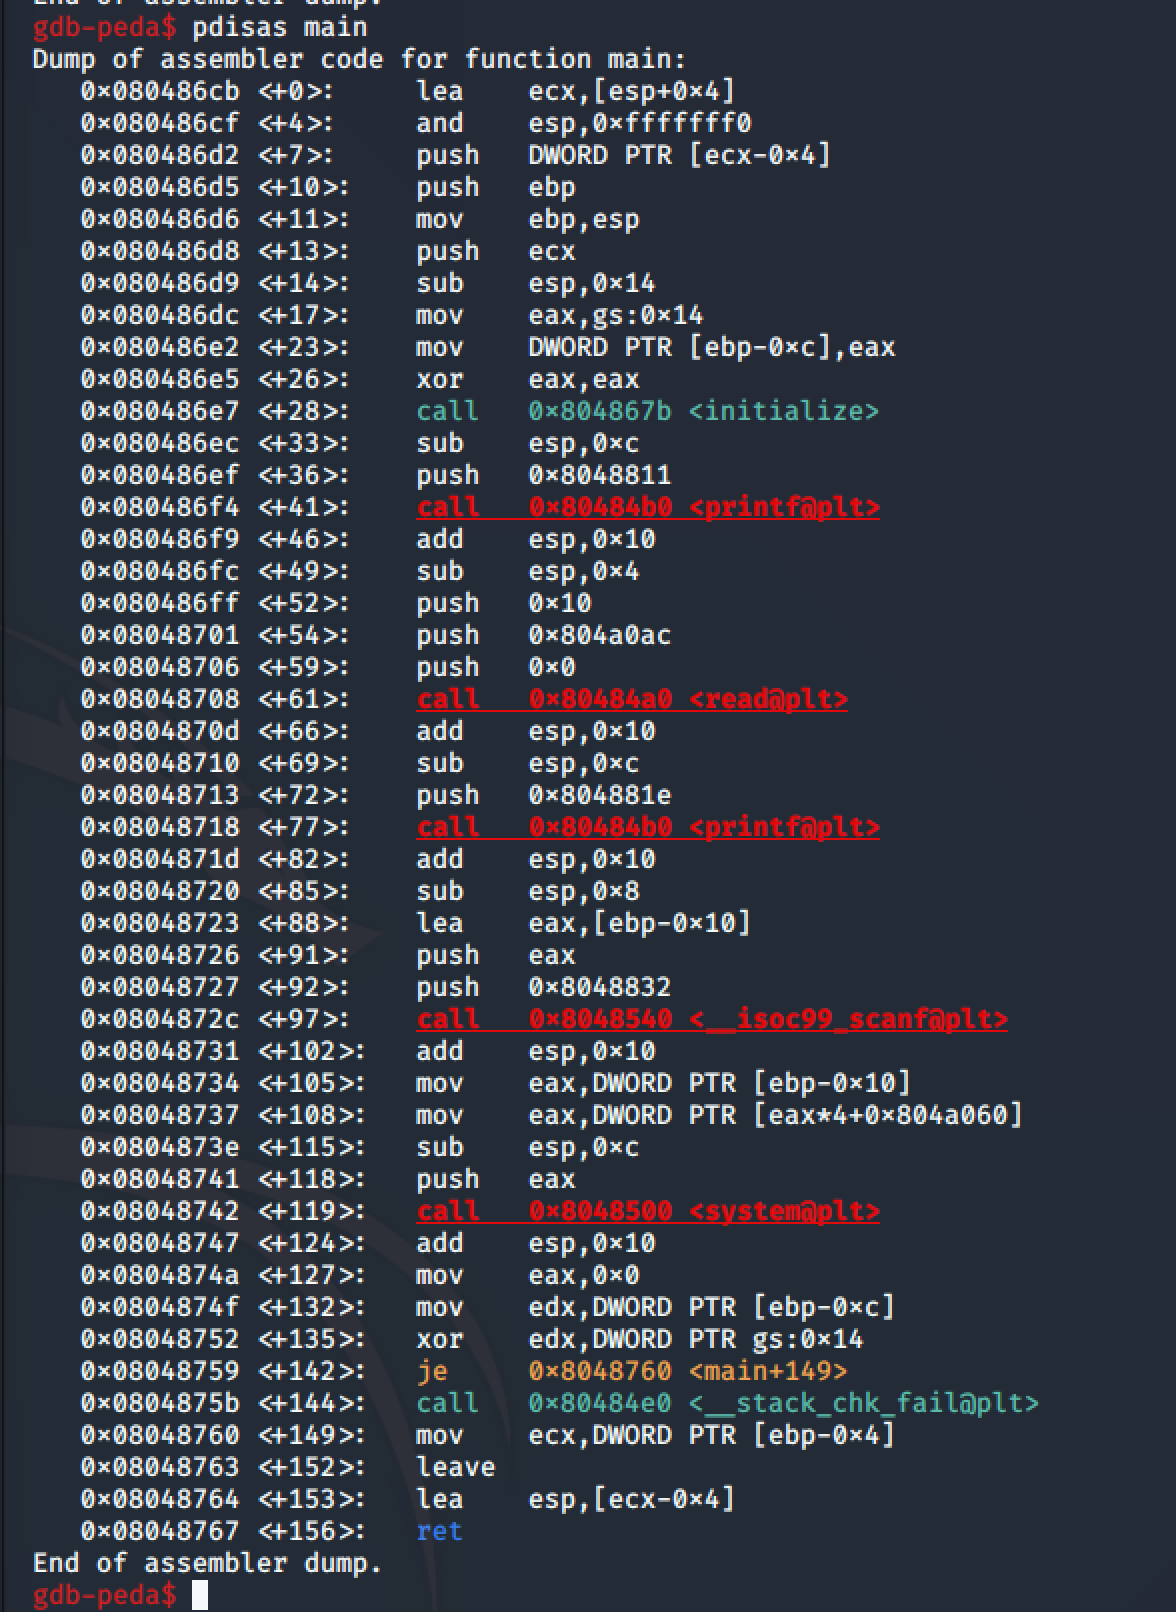 End of assembler dump.
gdb-peda$ pdisas main
Dump of assembler code for function main:
0x080486cb <+0>: lea ecx,[esp+0x4]
0x080486cf <+4>: and esp,0xfffffff0
0x080486d2 <+7>: push DWORD PTR [ecx-0x4]
0x080486d5 <+10>: push ebp
0x080486d6 <+11>: mov ebp,esp
0x080486d8 <+13>: push ecx
0x080486d9 <+14>: sub esp,0x14
0x080486dc <+17>: mov eax,gs:0x14
0x080486e2 <+23>: mov DWORD PTR [ebp-0xc],eax
0x080486e5 <+26>: xor eax,eax
0x080486e7 <+28>: call 0x804867b <initialize>
0x080486ec <+33>: sub esp,0xc
0x080486ef <+36>: push 0x8048811
0x080486f4 <+41>: call 0x80484b0 <printf@plt>
0x080486f9 <+46>: add esp,0x10
0x080486fc <+49>: sub esp,0x4
0x080486ff <+52>: push 0x10
0x08048701 <+54>: push 0x804a0ac
0x08048706 <+59>: push 0x0
0x08048708 <+61>: call 0x80484a0 <read@plt>
0x0804870d <+66>: add esp,0x10
0x08048710 <+69>: sub esp,0xc
0x08048713 <+72>: push 0x804881e
0x08048718 <+77>: call 0x80484b0 <printf@plt>
0x0804871d <+82>: add esp,0x10
0x08048720 <+85>: sub esp,0x8
0x08048723 <+88>: lea eax,[ebp-0x10]
0x08048726 <+91>: push eax
0x08048727 <+92>: push 0x8048832
0x0804872c <+97>: call 0x8048540 <__isoc99_scanf@plt>
0x08048731 <+102>: add esp,0x10
0x08048734 <+105>: mov eax,DWORD PTR [ebp-0x10]
0x08048737 <+108>: mov eax,DWORD PTR [eax*4+0x804a060]
0x0804873e <+115>: sub esp,0xc
0x08048741 <+118>: push eax
0x08048742 <+119>: call 0x8048500 <system@plt>
0x08048747 <+124>: add esp,0x10
0x0804874a <+127>: mov eax,0x0
0x0804874f <+132>: mov edx,DWORD PTR [ebp-0xc]
0x08048752 <+135>: xor edx,DWORD PTR gs:0x14
0x08048759 <+142>: je 0x8048760 <main+149>
0x0804875b <+144>: call 0x80484e0 <__stack_chk_fail@plt>
0x08048760 <+149>: mov ecx,DWORD PTR [ebp-0x4]
0x08048763 <+152>: leave
0x08048764 <+153>: lea esp,[ecx-0x4]
0x08048767 <+156>: ret
End of assembler dump.
gdb-peda$